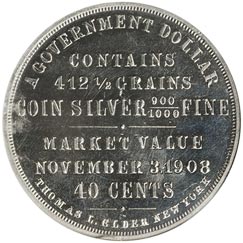 A GOVERNMENT DOLLAR
CONTAINS
412 ½ GRAINS
COIN SILVER 900/1000 FINE
MARKET VALUE
NOVEMBER 3 1908
40 CENTS
THOMAS L. ELDER NEW YORK.